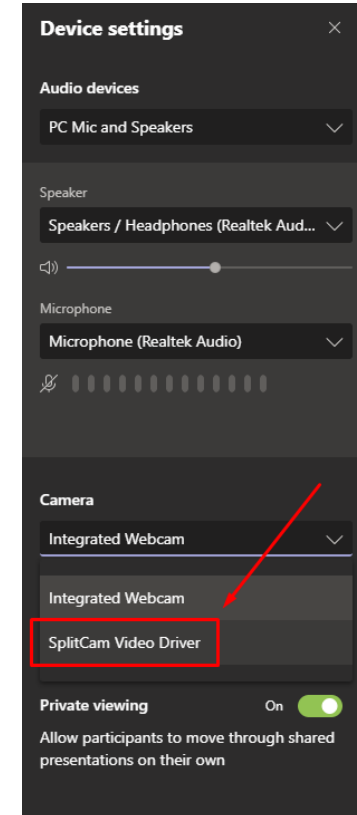 Device settings
Audio devices
PC Mic and Speakers
Speaker
Speakers / Headphones (Realtek Aud...
Microphone
Microphone (Realtek Audio)
Camera
Integrated Webcam
Integrated Webcam
SplitCam Video Driver
Private viewing On
Allow participants to move through shared
presentations on their own